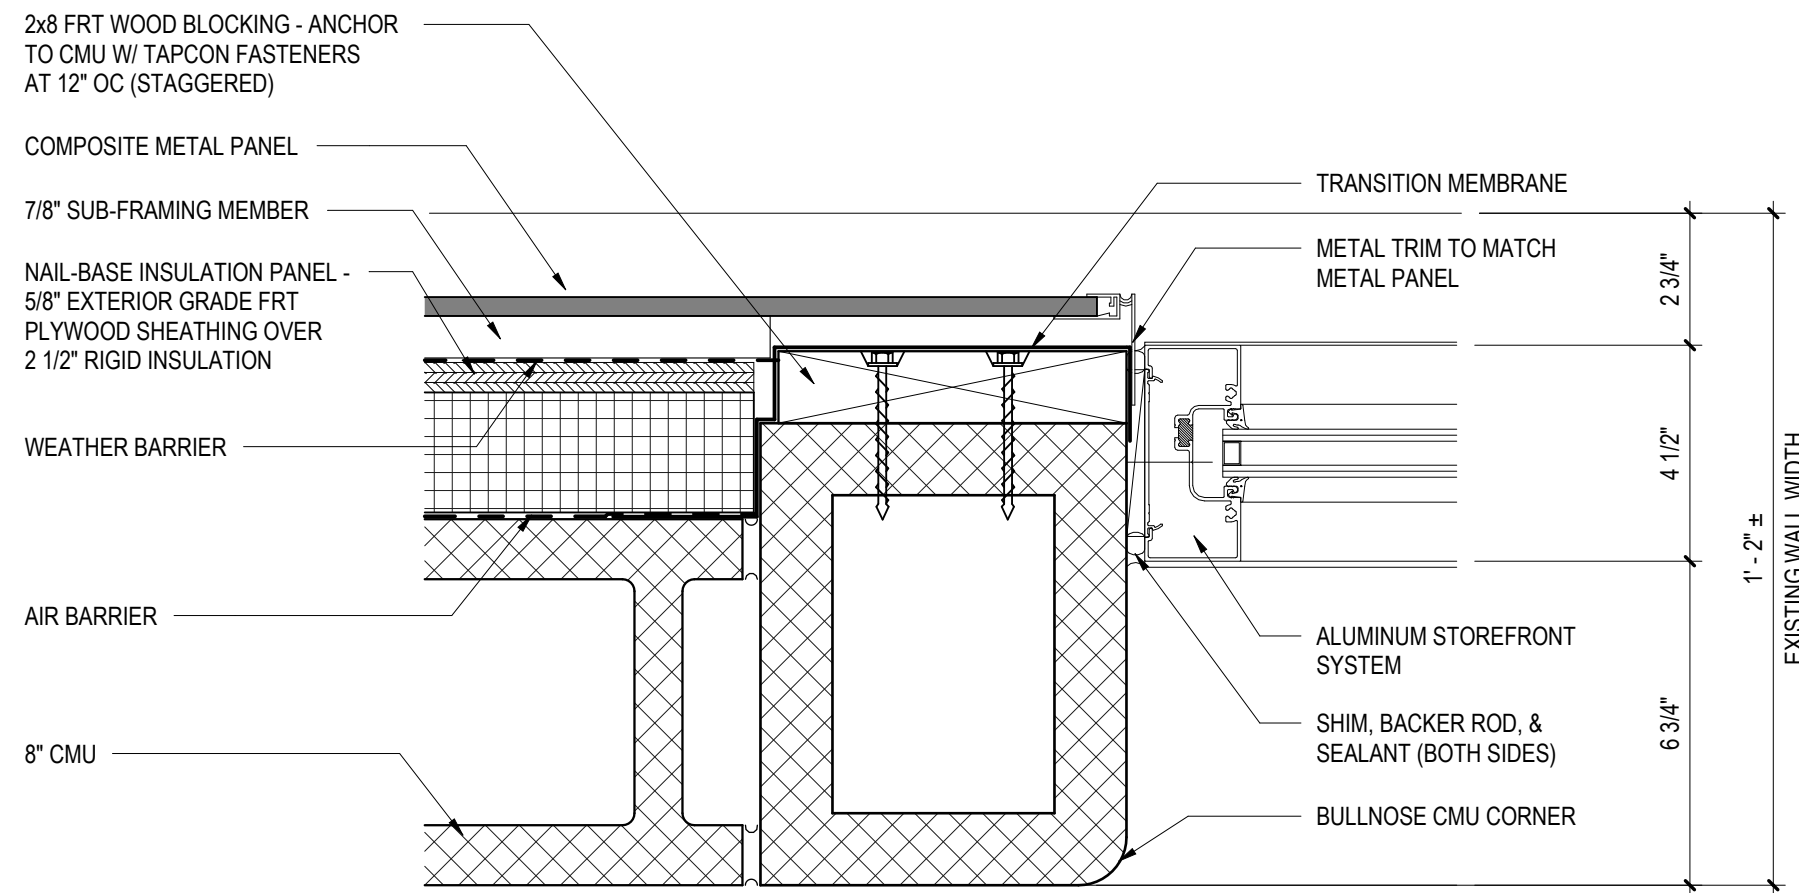 2x8 FRT WOOD BLOCKING - ANCHOR
TO CMU W/ TAPCON FASTENERS
AT 12" OC (STAGGERED)
COMPOSITE METAL PANEL
7/8" SUB-FRAMING MEMBER
NAIL-BASE INSULATION PANEL -
5/8" EXTERIOR GRADE FRT
PLYWOOD SHEATHING OVER
2 1/2" RIGID INSULATION
WEATHER BARRIER
AIR BARRIER
8" CMU
TRANSITION MEMBRANE
METAL TRIM TO MATCH
METAL PANEL
ALUMINUM STOREFRONT
SYSTEM
SHIM, BACKER ROD, &
SEALANT (BOTH SIDES)
BULLNOSE CMU CORNER
2 3/4"
4 1/2"
6 3/4"
1' - 2" ±
EXISTING WALL WIDTH